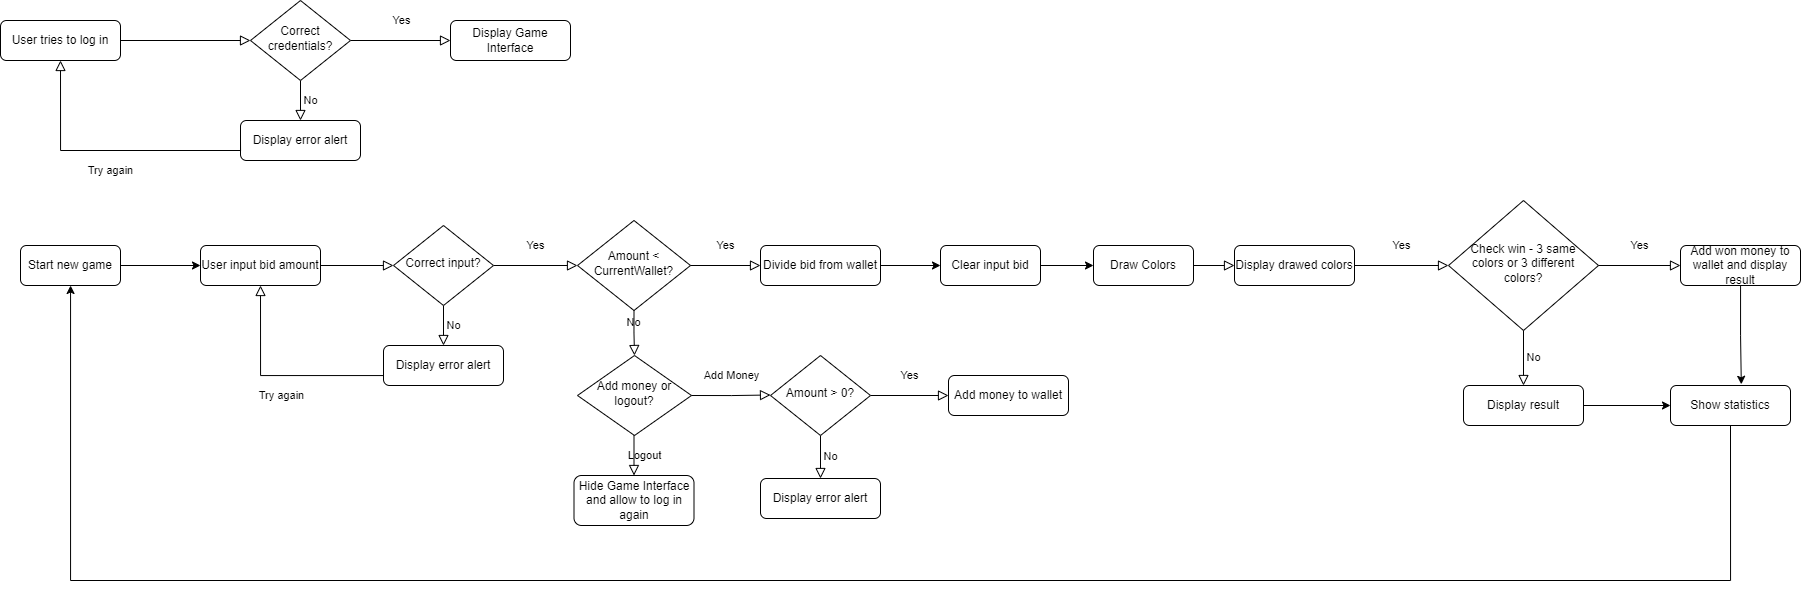 User tries to log in
Correct
credentials?
Yes
Display Game
Interface
No
Display error alert
Try again
Start new game
User input bid amount
Correct input?
Yes
Amount <
CurrentWallet?
Yes
Divide bid from wallet
Clear input bid
Draw Colors
Display drawed colors
Yes
Check win - 3 same
colors or 3 different
colors?
Yes
Add won money to
wallet and display
result
No
Display error alert
Try again
No
Add money or
logout?
Add Money
Amount > 0?
Yes
Add money to wallet
No
Display result
Show statistics
Logout
Hide Game Interface
and allow to log in
again
No
Display error alert